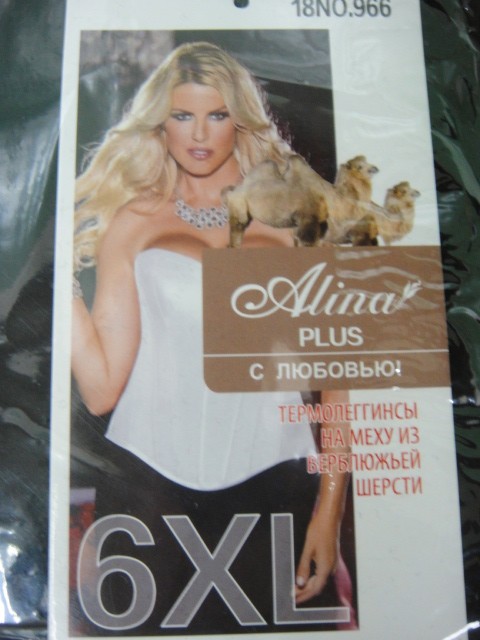 18NO.966
Alina
PLUS
С ЛЮБОВЬЮ!
ТЕРМОЛЕГГИНСЫ
НА МЕХУ ИЗ
ВЕРБЛЮЖЬЕЙ
ШЕРСТИ
6XL